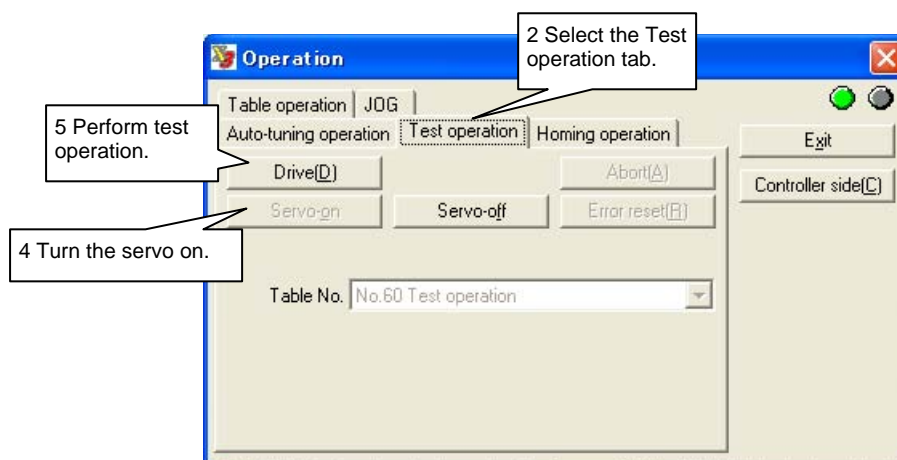 2 Select the Test
operation tab.
Operation
Table operation JOG
5 Perform test
operation.
Auto-tuning operation Test operation Homing operation
Exit
Drive(D) Abort(A)
Controller side(C)
Servo-on Servo-off Error reset(R)
4 Turn the servo on.
Table No. No.60 Test operation